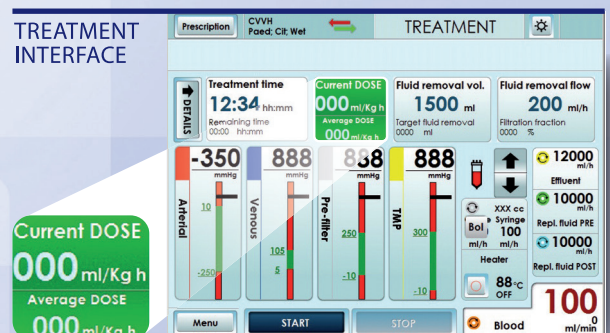 TREATMENT
INTERFACE
Prescription
CVVH
Paed; Cit; Wet
TREATMENT
DETAILS
Treatment time
12:34 hh:mm
Remaining time
00:00 hh:mm
Current DOSE
000 ml/Kg h
Average DOSE
000 ml/Kg h
Fluid removal vol.
1500 ml
Target fluid removal
0000 ml
Fluid removal flow
200 ml/h
Filtration fraction
0000 %
-350
mmHg
Arterial
10
-250
888
mmHg
Venous
105
5
888
mmHg
Pre-filter
250
-10
888
mmHg
TMP
300
-10
XXX cc
Syringe
Bol
100
ml/h
ml/h
Heater
88°C
OFF
12000
ml/h
Effluent
10000
ml/h
Repl. fluid PRE
10000
ml/h
Repl. fluid POST
Menu
START
STOP
Blood
100
0
ml/min
Current DOSE
000 ml/Kg h
Average DOSE
000 ml/Kg h